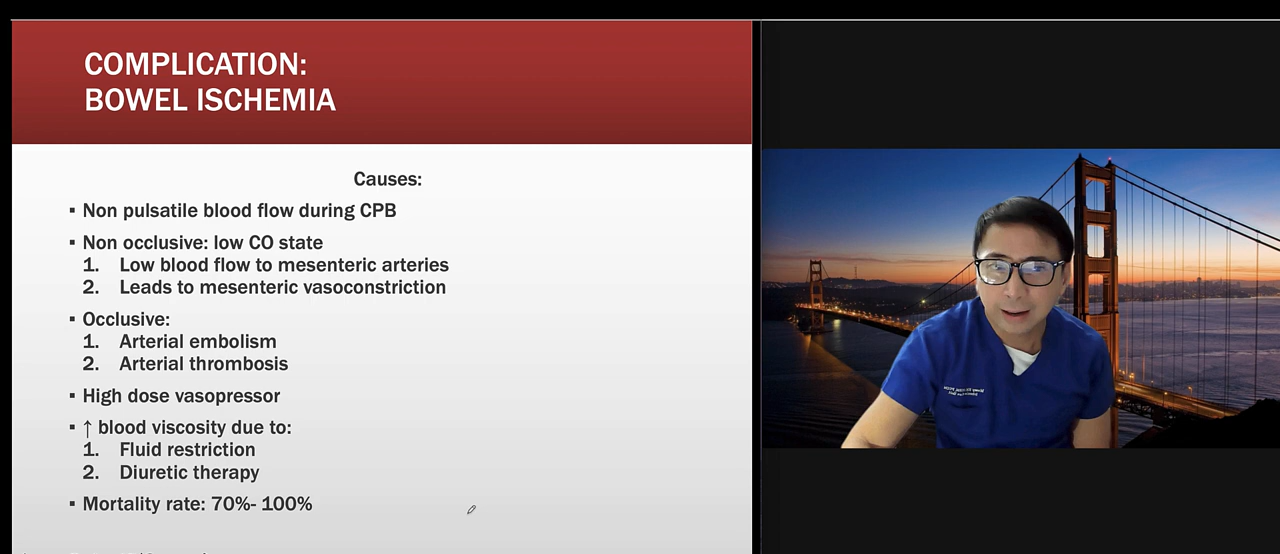 COMPLICATION:
BOWEL ISCHEMIA
Causes:
▪ Non pulsatile blood flow during CPB
▪ Non occlusive: low CO state
1. Low blood flow to mesenteric arteries
2. Leads to mesenteric vasoconstriction
▪ Occlusive:
1. Arterial embolism
2. Arterial thrombosis
▪ High dose vasopressor
▪ ↑ blood viscosity due to:
1. Fluid restriction
2. Diuretic therapy
▪ Mortality rate: 70%- 100%